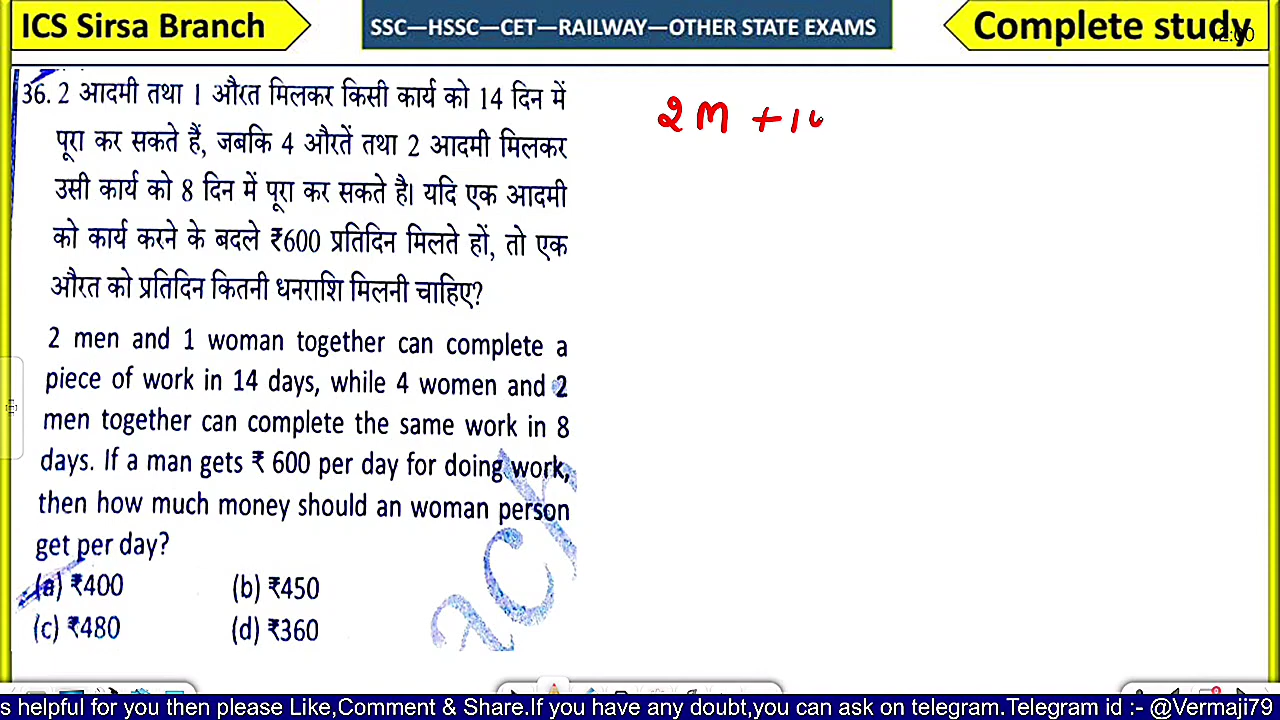 ICS Sirsa Branch
SSC—HSSC—CET—RAILWAY—OTHER STATE EXAMS
Complete study
36. 2 आदमी तथा 1 औरत मिलकर किसी कार्य को 14 दिन में
पूरा कर सकते हैं, जबकि 4 औरतें तथा 2 आदमी मिलकर
उसी कार्य को 8 दिन में पूरा कर सकते है। यदि एक आदमी
को कार्य करने के बदले ₹600 प्रतिदिन मिलते हों, तो एक
औरत को प्रतिदिन कितनी धनराशि मिलनी चाहिए?
2 men and 1 woman together can complete a
piece of work in 14 days, while 4 women and 2
men together can complete the same work in 8
days. If a man gets ₹ 600 per day for doing work,
then how much money should an woman person
get per day?
(a) ₹400 (b) ₹450
(c) ₹480 (d) ₹360
2 M + 1
s helpful for you then please Like,Comment & Share.If you have any doubt,you can ask on telegram.Telegram id :- @Vermaji79